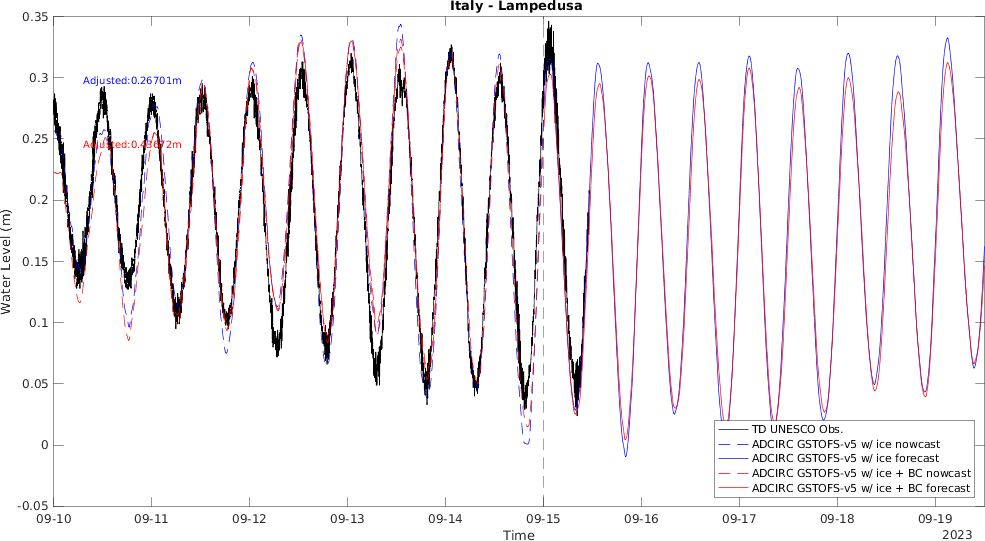 Italy - Lampedusa
0.35
0.3
0.25
0.2
0.15
0.1
0.05
0
-0.05
Water Level (m)
Adjusted:0.26701m
Adjusted:0.43672m
TD UNESCO Obs.
ADCIRC GSTOFS-v5 w/ ice nowcast
ADCIRC GSTOFS-v5 w/ ice forecast
ADCIRC GSTOFS-v5 w/ ice + BC nowcast
ADCIRC GSTOFS-v5 w/ ice + BC forecast
09-10 09-11 09-12 09-13 09-14 09-15 09-16 09-17 09-18 09-19
Time
2023